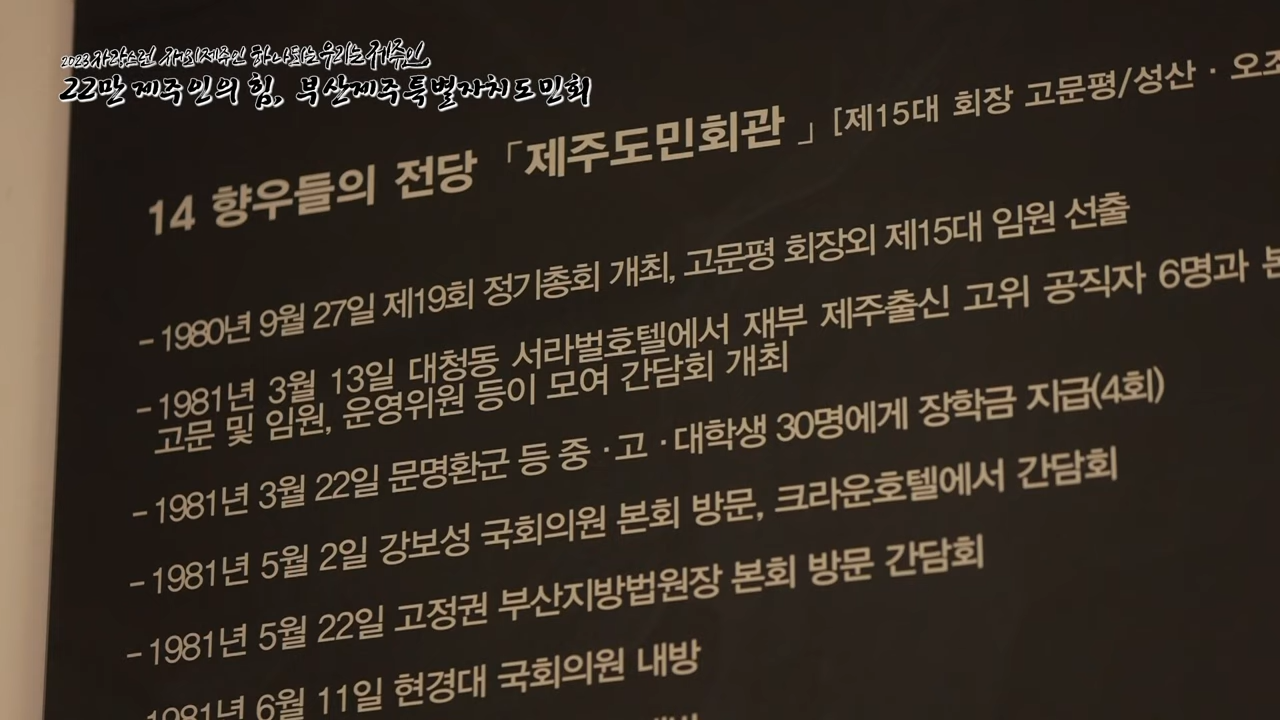 2023 자랑스런 재외제주인 하나되는 우리는 제주인
22만 제주인의 힘, 부산제주특별자치도민회
14 향우들의 전당 「제주도민회관」 [제15대 회장 고문평/성산 · 오조
- 1980년 9월 27일 제19회 정기총회 개최, 고문평 회장외 제15대 임원 선출
- 1981년 3월 13일 대청동 서라벌호텔에서 재부 제주출신 고위 공직자 6명과 본
고문 및 임원, 운영위원 등이 모여 간담회 개최
- 1981년 3월 22일 문명환군 등 중 · 고 · 대학생 30명에게 장학금 지급(4회)
- 1981년 5월 2일 강보성 국회의원 본회 방문, 크라운호텔에서 간담회
- 1981년 5월 22일 고정권 부산지방법원장 본회 방문 간담회
1981년 6월 11일 현경대 국회의원 내방